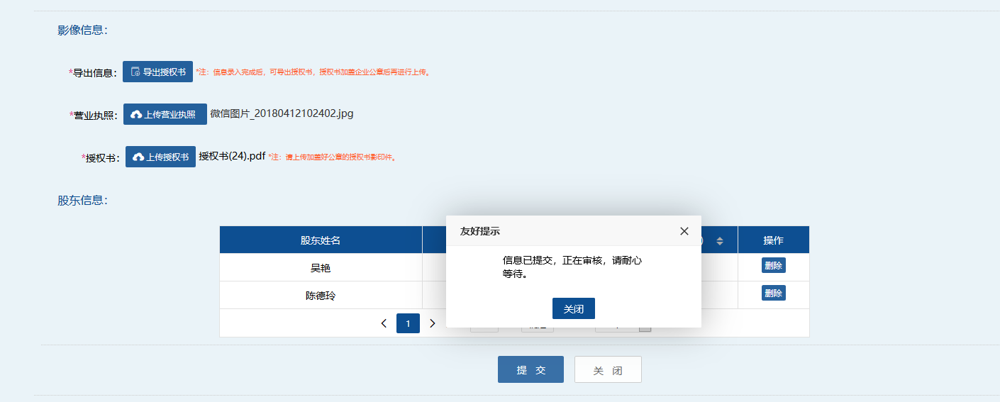 影像信息：
*导出信息： 导出授权书 *注：信息录入完成后，可导出授权书，授权书加盖企业公章后再进行上传。
*营业执照： 上传营业执照 微信图片_20180412102402.jpg
*授权书： 上传授权书 授权书(24).pdf *注：请上传加盖好公章的授权书影印件。
股东信息：
友好提示
股东姓名 操作
信息已提交，正在审核，请耐心
等待。
吴艳 删除
陈德玲 删除
关闭
1
提 交 关 闭